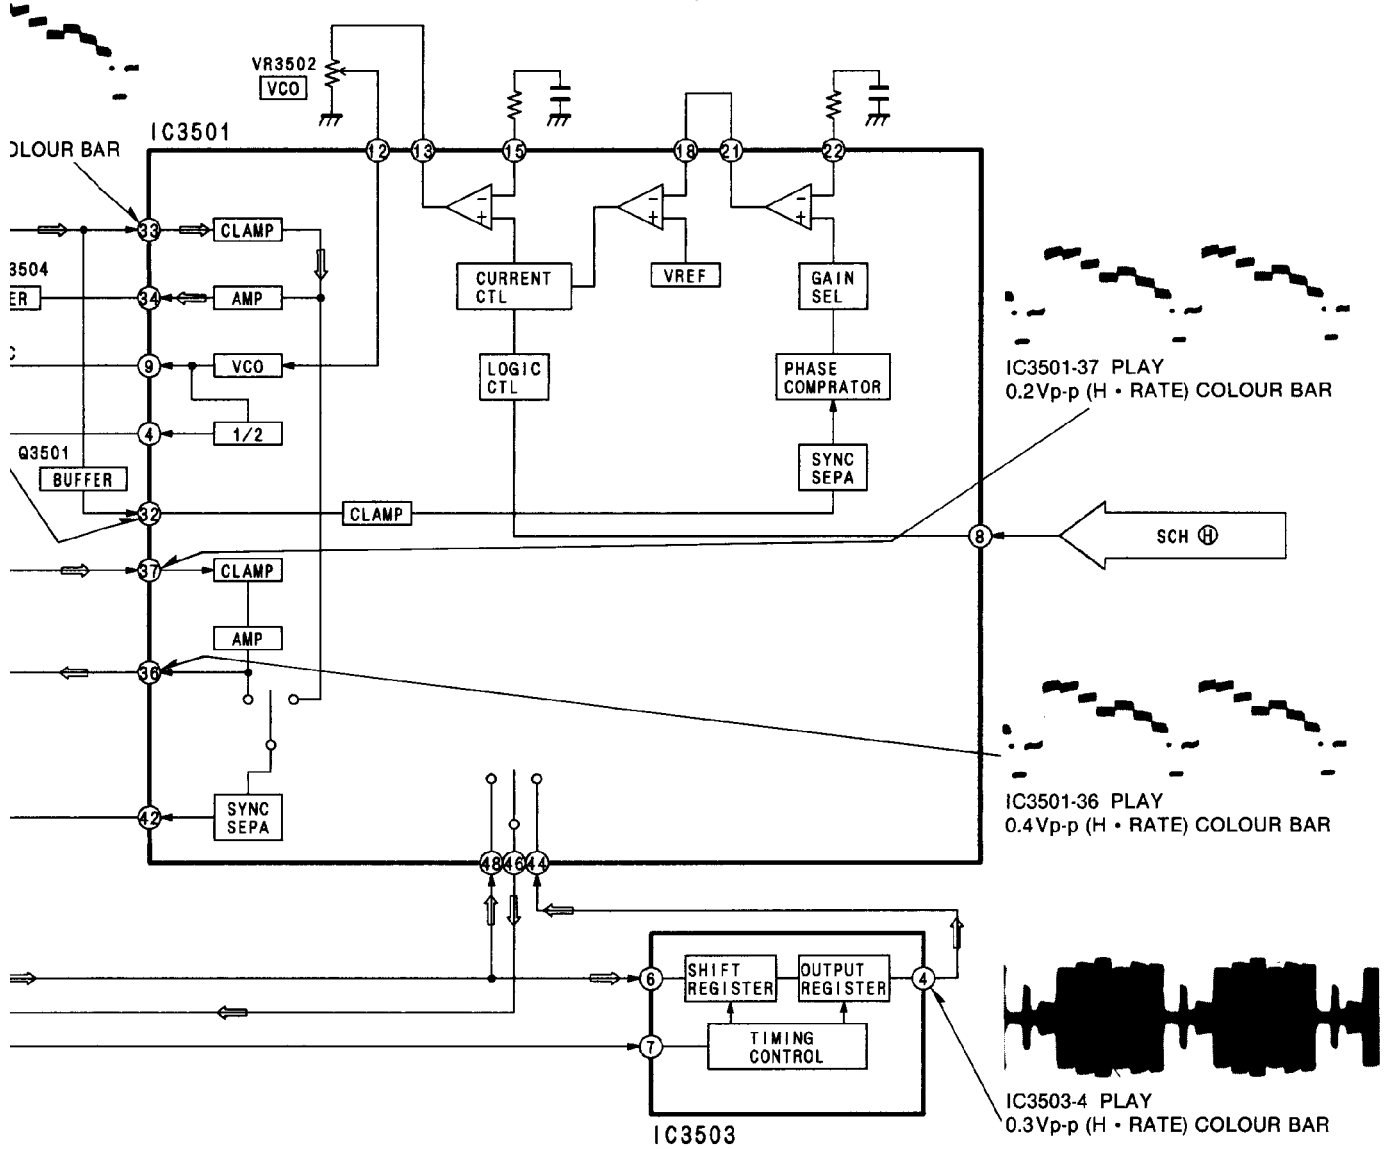 VR3502
VCO
IC3501
OLOUR BAR
12
13
15
18
21
22
33
CLAMP
3504
ER
34
AMP
CURRENT
CTL
VREF
GAIN
SEL
9
VCO
LOGIC
CTL
PHASE
COMPRATOR
IC3501-37 PLAY
0.2Vp-p (H • RATE) COLOUR BAR
4
1/2
Q3501
BUFFER
SYNC
SEPA
32
CLAMP
8
SCH H
37
CLAMP
AMP
36
42
SYNC
SEPA
IC3501-36 PLAY
0.4Vp-p (H • RATE) COLOUR BAR
48
46
44
6
SHIFT
REGISTER
OUTPUT
REGISTER
4
7
TIMING
CONTROL
IC3503-4 PLAY
0.3Vp-p (H • RATE) COLOUR BAR
IC3503
- +
- +
- +